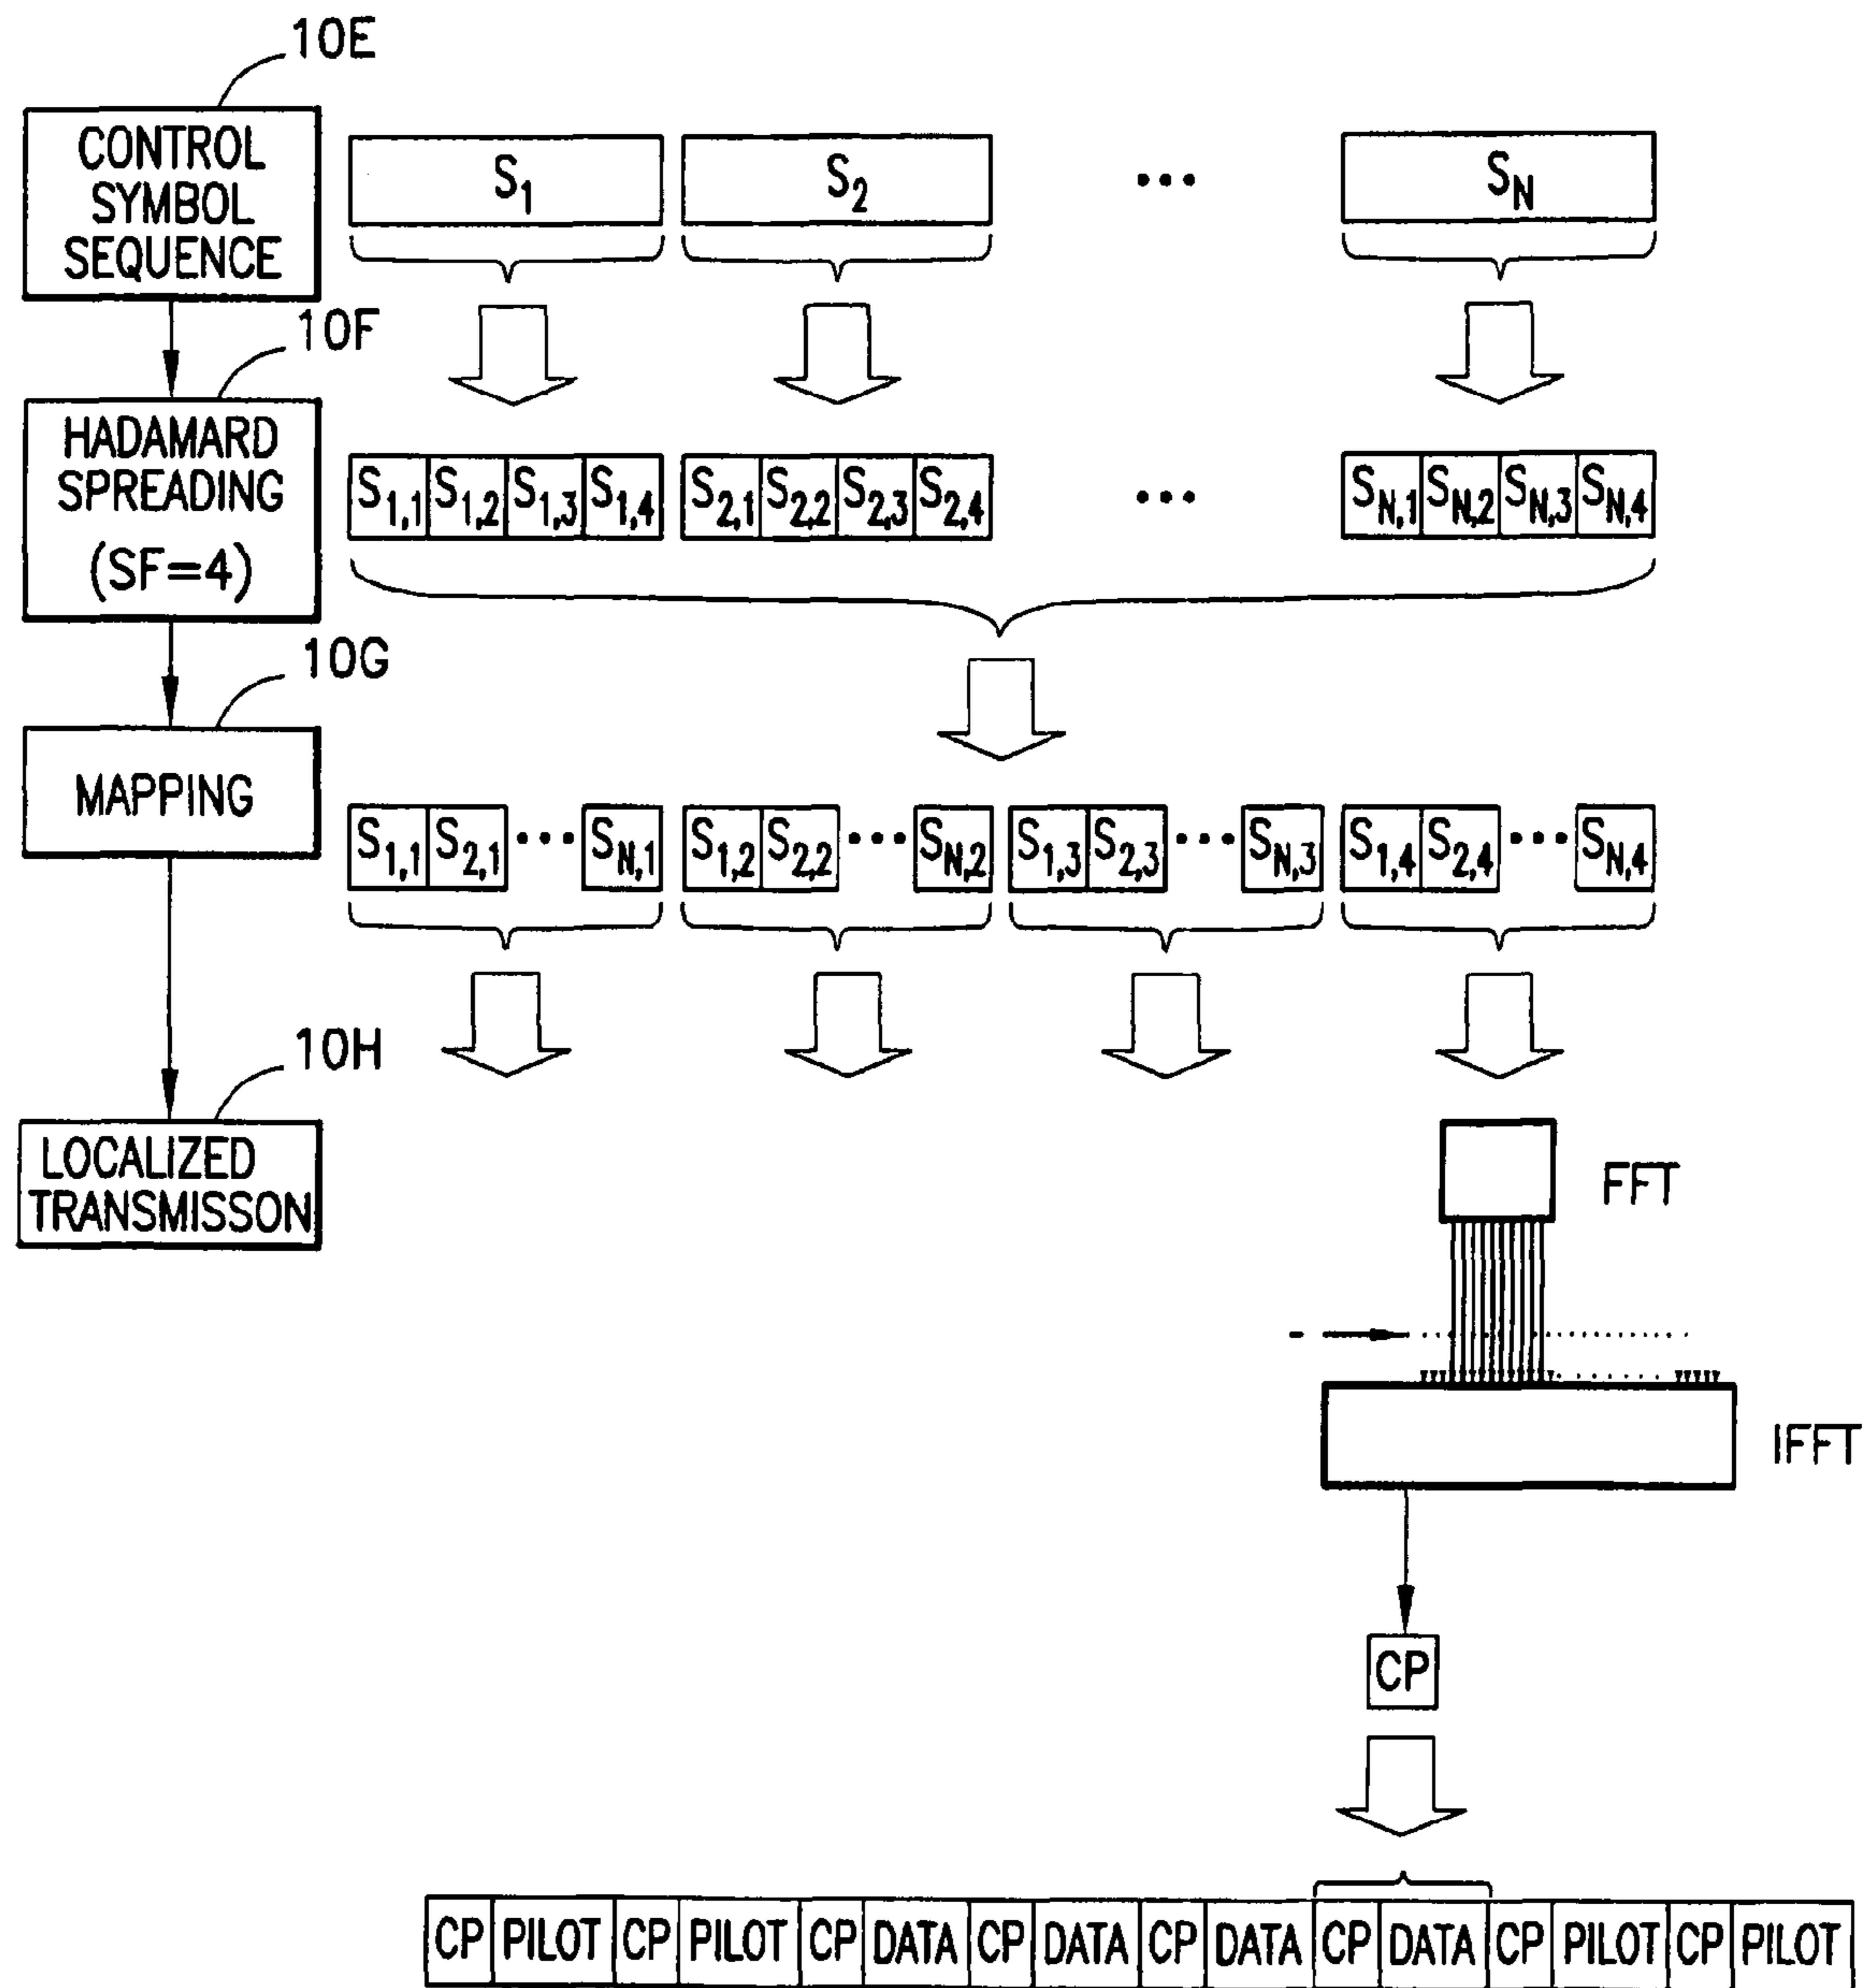 10E
CONTROL
SYMBOL
SEQUENCE
S1 S2 ... SN
10F
HADAMARD
SPREADING
(SF=4)
S1,1 S1,2 S1,3 S1,4 S2,1 S2,2 S2,3 S2,4 ... SN,1 SN,2 SN,3 SN,4
10G
MAPPING
S1,1 S2,1 ... SN,1 S1,2 S2,2 ... SN,2 S1,3 S2,3 ... SN,3 S1,4 S2,4 ... SN,4
10H
LOCALIZED
TRANSMISSON
FFT
IFFT
CP
CP PILOT CP PILOT CP DATA CP DATA CP DATA CP DATA CP PILOT CP PILOT